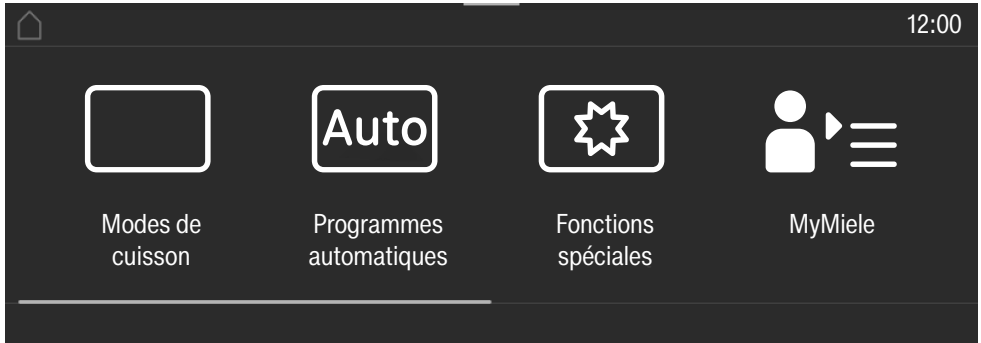 12:00
Auto
Modes de
cuisson
Programmes
automatiques
Fonctions
spéciales
MyMiele